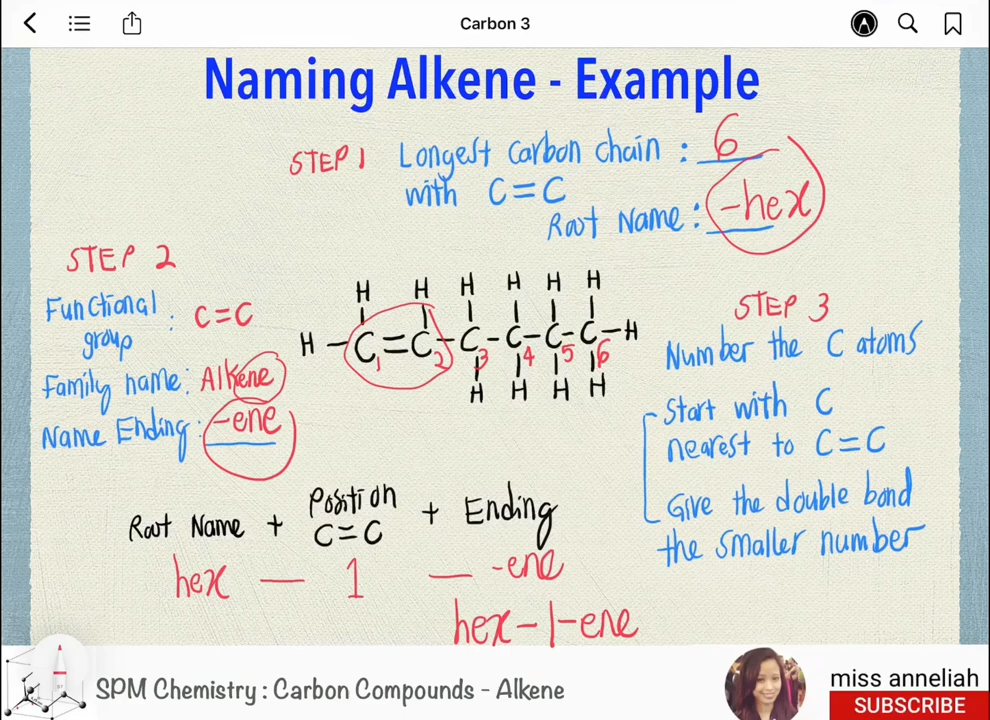 Carbon 3
Naming Alkene - Example
STEP 1 Longest carbon chain : 6
with C=C
Root Name: -hex
STEP 2
Functional group : C=C
Family name: Alkene
Name Ending: -ene
H H H H H H
H - C = C - C - C - C - C - H
1 2 3 4 5 6
H H H H
STEP 3
Number the C atoms
Start with C
nearest to C=C
Give the double bond
the smaller number
Root Name + Position C=C + Ending
hex — 1 — -ene
hex-1-ene
SPM Chemistry : Carbon Compounds - Alkene
miss anneliah
SUBSCRIBE